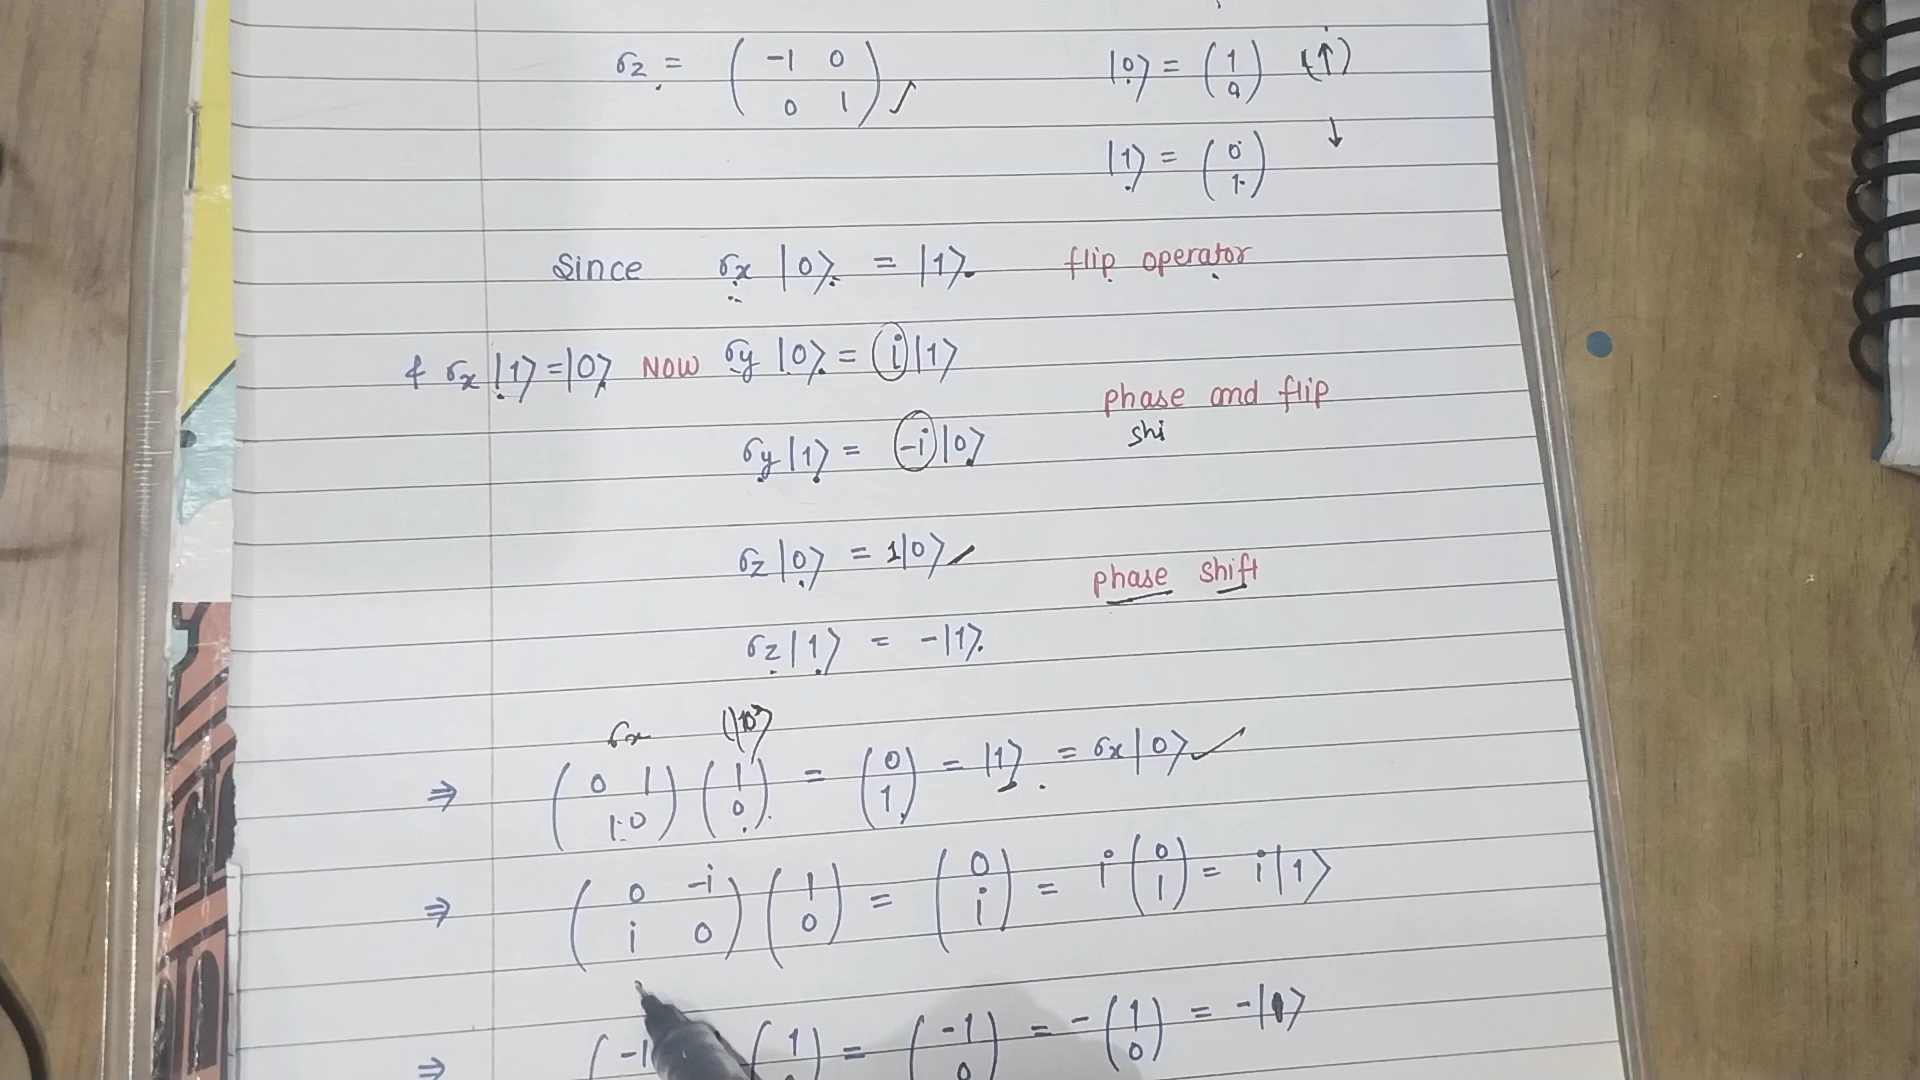 σz = ( -1 0 ; 0 1 ) ✓ |0⟩ = ( 1 ; 0 ) (↑)
|1⟩ = ( 0 ; 1 ) ↓
Since σx |0⟩ = |1⟩ flip operator
& σx |1⟩ = |0⟩ NOW σy |0⟩ = i |1⟩
phase and flip
σy |1⟩ = -i |0⟩ shi
σz |0⟩ = 1|0⟩ ✓
phase shift
σz |1⟩ = -|1⟩
σx (|0⟩)
⇒ ( 0 1 ; 1 0 ) ( 1 ; 0 ) = ( 0 ; 1 ) = |1⟩ = σx |0⟩ ✓
⇒ ( 0 -i ; i 0 ) ( 1 ; 0 ) = ( 0 ; i ) = i ( 0 ; 1 ) = i |1⟩
⇒ ( -1 ( 1 ) = ( -1 ; 0 ) = - ( 1 ; 0 ) = -